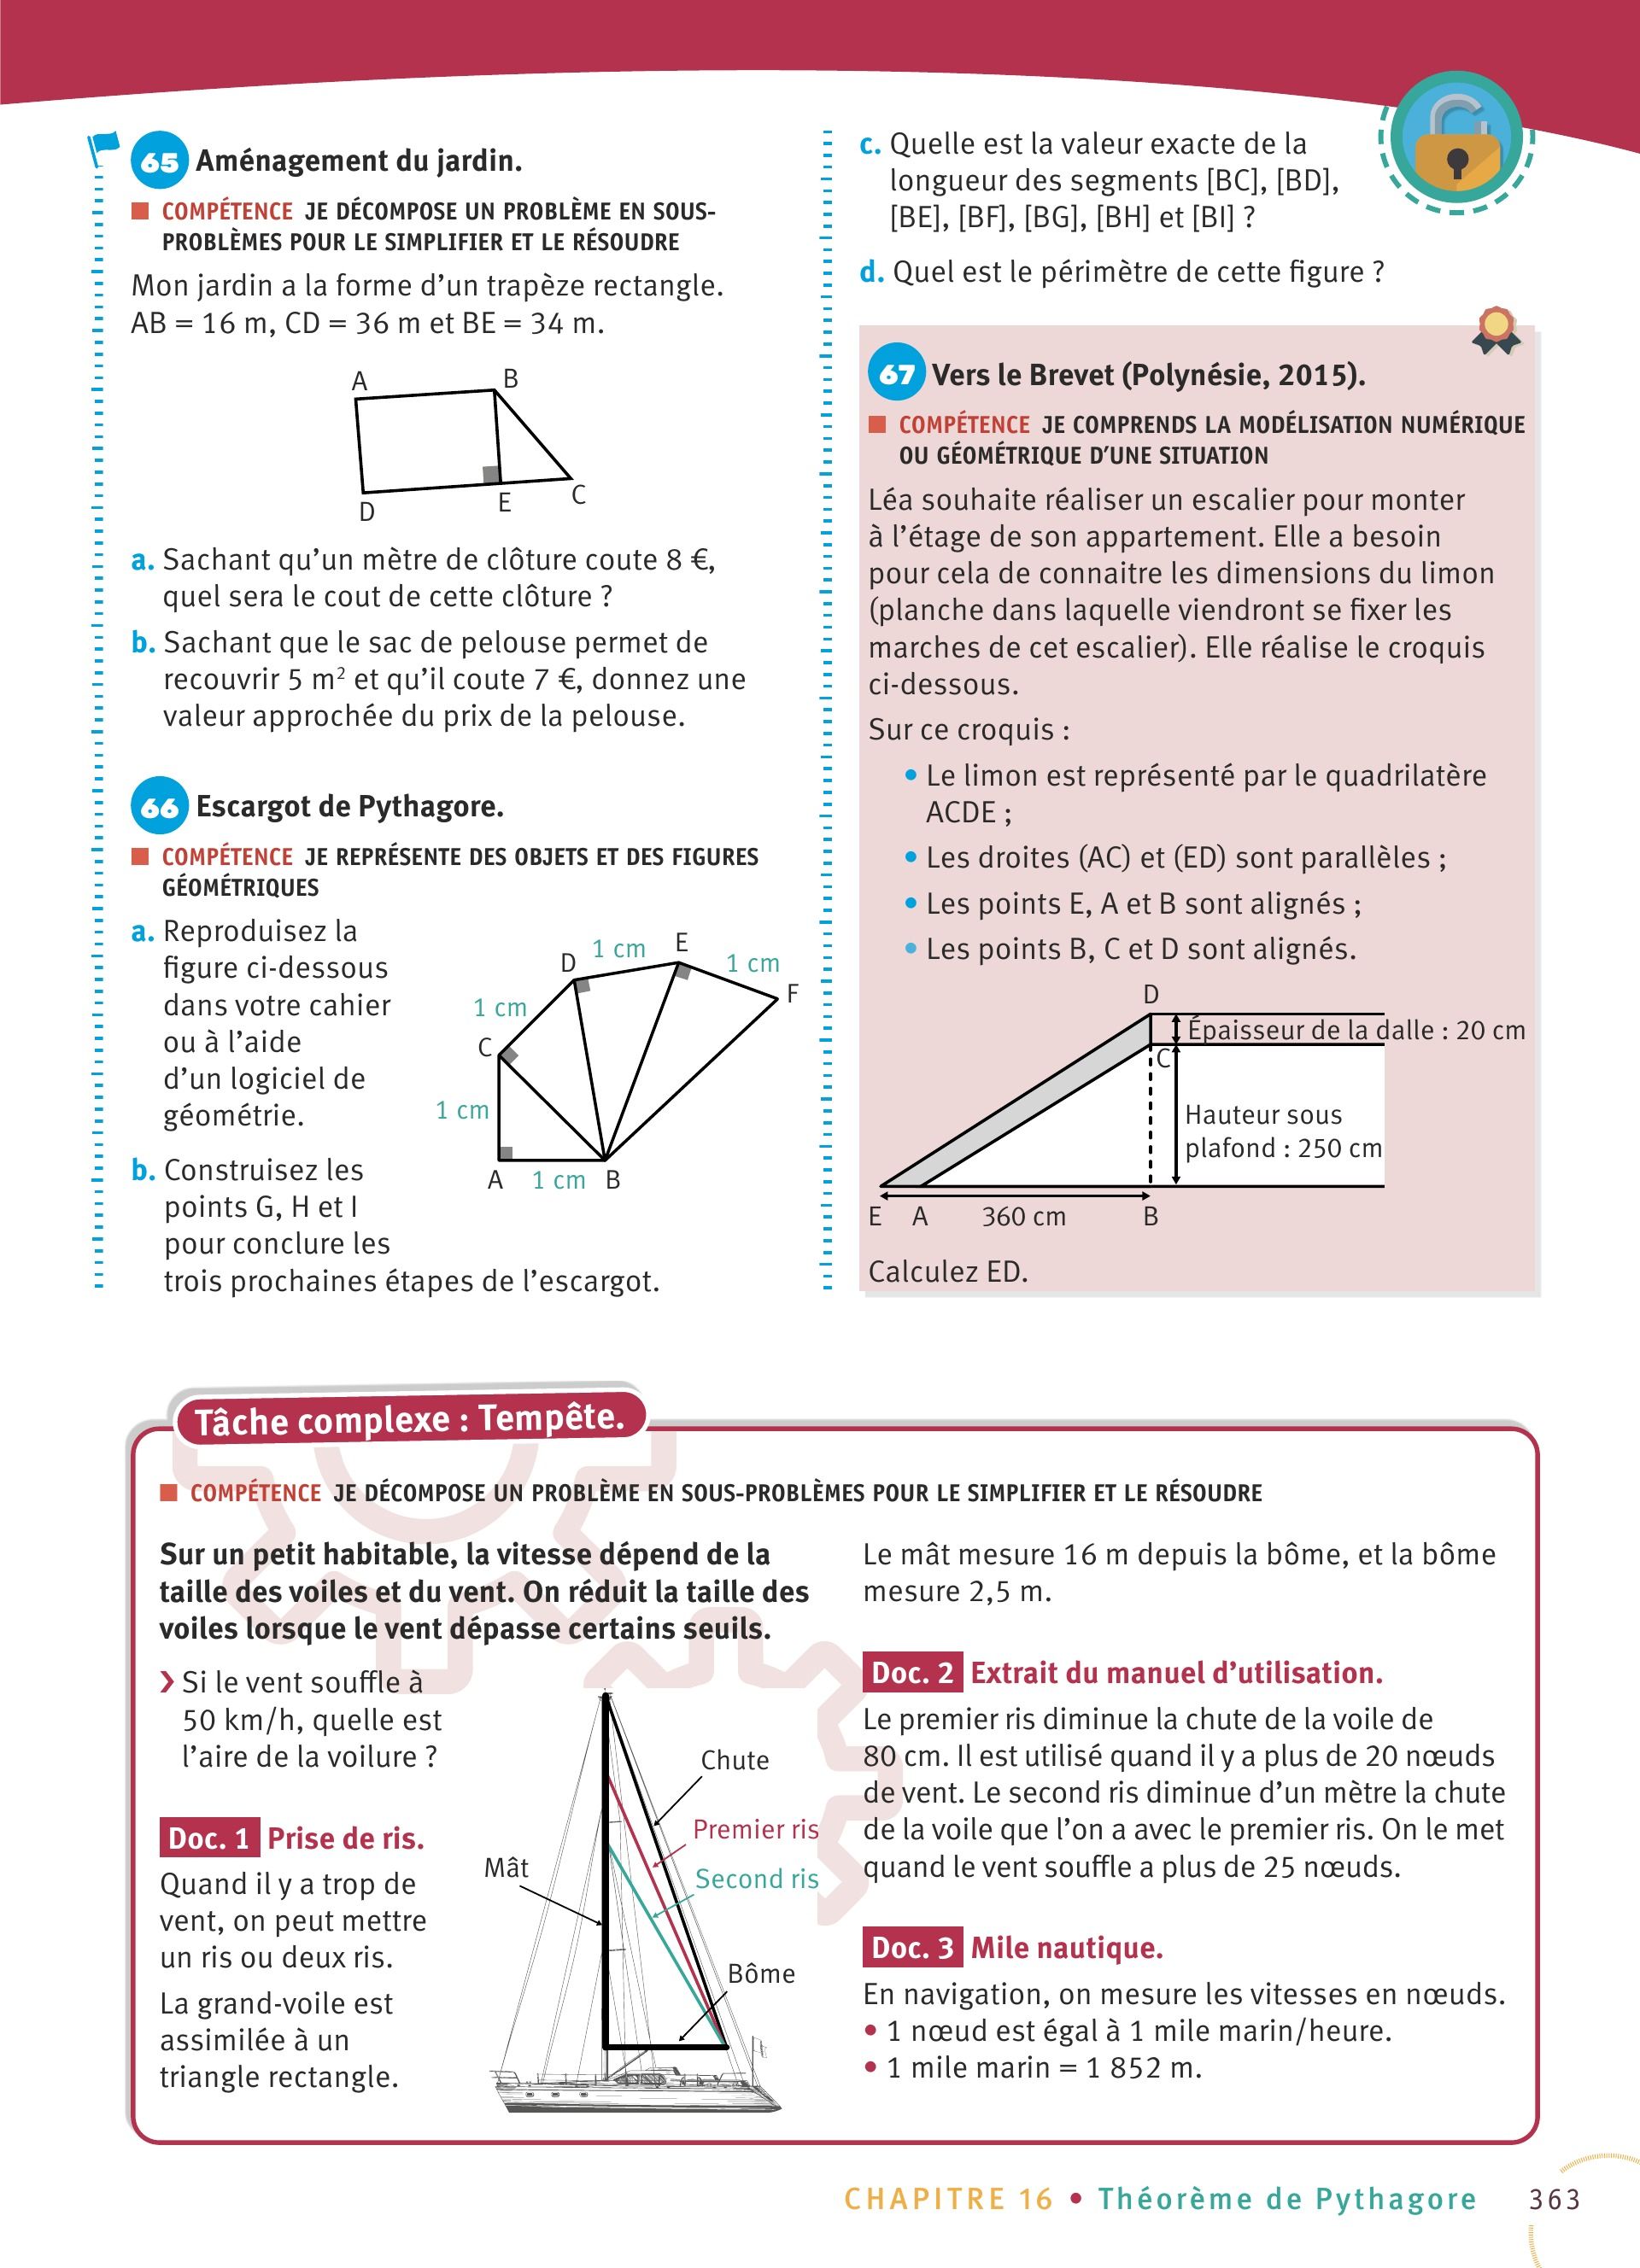 65 Aménagement du jardin.
COMPÉTENCE JE DÉCOMPOSE UN PROBLÈME EN SOUS-
PROBLÈMES POUR LE SIMPLIFIER ET LE RÉSOUDRE
Mon jardin a la forme d’un trapèze rectangle.
AB = 16 m, CD = 36 m et BE = 34 m.
A
B
D
E
C
a. Sachant qu’un mètre de clôture coute 8 €,
quel sera le cout de cette clôture ?
b. Sachant que le sac de pelouse permet de
recouvrir 5 m² et qu’il coute 7 €, donnez une
valeur approchée du prix de la pelouse.
66 Escargot de Pythagore.
COMPÉTENCE JE REPRÉSENTE DES OBJETS ET DES FIGURES
GÉOMÉTRIQUES
a. Reproduisez la
figure ci-dessous
dans votre cahier
ou à l’aide
d’un logiciel de
géométrie.
b. Construisez les
points G, H et I
pour conclure les
trois prochaines étapes de l’escargot.
D 1 cm E
1 cm
F
1 cm
C
1 cm
A 1 cm B
c. Quelle est la valeur exacte de la
longueur des segments [BC], [BD],
[BE], [BF], [BG], [BH] et [BI] ?
d. Quel est le périmètre de cette figure ?
67 Vers le Brevet (Polynésie, 2015).
COMPÉTENCE JE COMPRENDS LA MODÉLISATION NUMÉRIQUE
OU GÉOMÉTRIQUE D’UNE SITUATION
Léa souhaite réaliser un escalier pour monter
à l’étage de son appartement. Elle a besoin
pour cela de connaitre les dimensions du limon
(planche dans laquelle viendront se fixer les
marches de cet escalier). Elle réalise le croquis
ci-dessous.
Sur ce croquis :
• Le limon est représenté par le quadrilatère
ACDE ;
• Les droites (AC) et (ED) sont parallèles ;
• Les points E, A et B sont alignés ;
• Les points B, C et D sont alignés.
D
Épaisseur de la dalle : 20 cm
C
Hauteur sous
plafond : 250 cm
E A 360 cm B
Calculez ED.
Tâche complexe : Tempête.
COMPÉTENCE JE DÉCOMPOSE UN PROBLÈME EN SOUS-PROBLÈMES POUR LE SIMPLIFIER ET LE RÉSOUDRE
Sur un petit habitable, la vitesse dépend de la
taille des voiles et du vent. On réduit la taille des
voiles lorsque le vent dépasse certains seuils.
› Si le vent souffle à
50 km/h, quelle est
l’aire de la voilure ?
Doc. 1 Prise de ris.
Quand il y a trop de
vent, on peut mettre
un ris ou deux ris.
La grand-voile est
assimilée à un
triangle rectangle.
Chute
Premier ris
Second ris
Mât
Bôme
Le mât mesure 16 m depuis la bôme, et la bôme
mesure 2,5 m.
Doc. 2 Extrait du manuel d’utilisation.
Le premier ris diminue la chute de la voile de
80 cm. Il est utilisé quand il y a plus de 20 nœuds
de vent. Le second ris diminue d’un mètre la chute
de la voile que l’on a avec le premier ris. On le met
quand le vent souffle a plus de 25 nœuds.
Doc. 3 Mile nautique.
En navigation, on mesure les vitesses en nœuds.
• 1 nœud est égal à 1 mile marin/heure.
• 1 mile marin = 1 852 m.
CHAPITRE 16 • Théorème de Pythagore 363